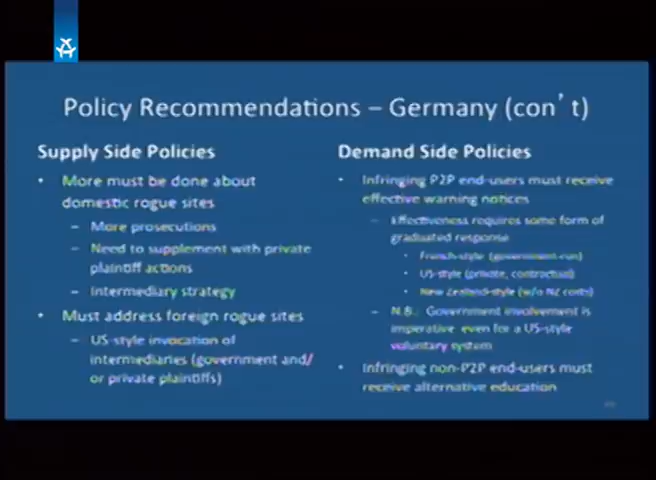 Policy Recommendations – Germany (con't)
Supply Side Policies
• More must be done about
domestic rogue sites
– More prosecutions
– Need to supplement with private
plaintiff actions
– Intermediary strategy
• Must address foreign rogue sites
– US-style invocation of
intermediaries (government and/
or private plaintiffs)
Demand Side Policies
• Infringing P2P end-users must receive
effective warning notices
– Effectiveness requires some form of
graduated response
• French-style (government-run)
• US-style (private, contractual)
• New Zealand-style (w/o NZ costs)
– N.B. Government involvement is
imperative even for a US-style
voluntary system
• Infringing non-P2P end-users must
receive alternative education